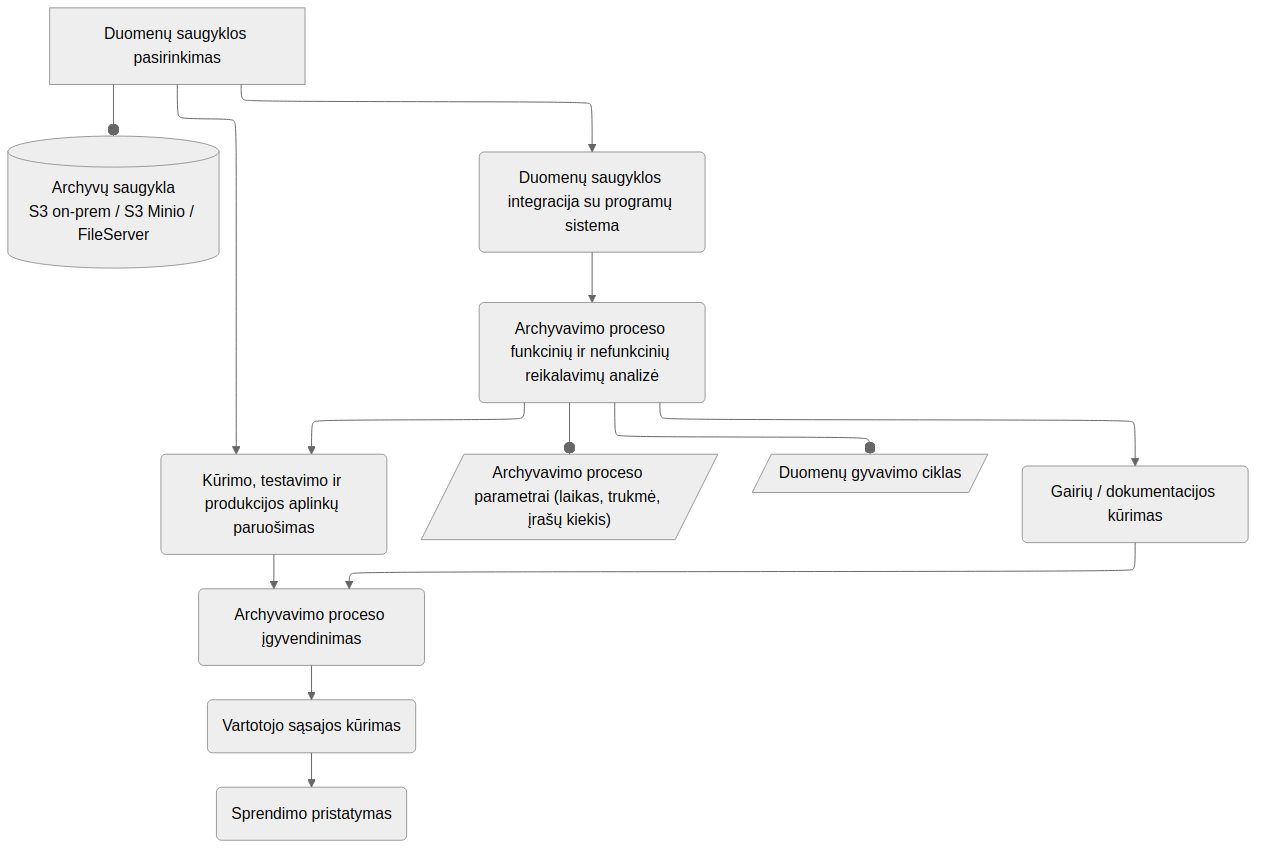 Duomenų saugyklos
pasirinkimas
Archyvų saugykla
S3 on-prem / S3 Minio /
FileServer
Duomenų saugyklos
integracija su programų
sistema
Archyvavimo proceso
funkcinių ir nefunkcinių
reikalavimų analizė
Kūrimo, testavimo ir
produkcijos aplinkų
paruošimas
Archyvavimo proceso
parametrai (laikas, trukmė,
įrašų kiekis)
Duomenų gyvavimo ciklas
Gairių / dokumentacijos
kūrimas
Archyvavimo proceso
įgyvendinimas
Vartotojo sąsajos kūrimas
Sprendimo pristatymas